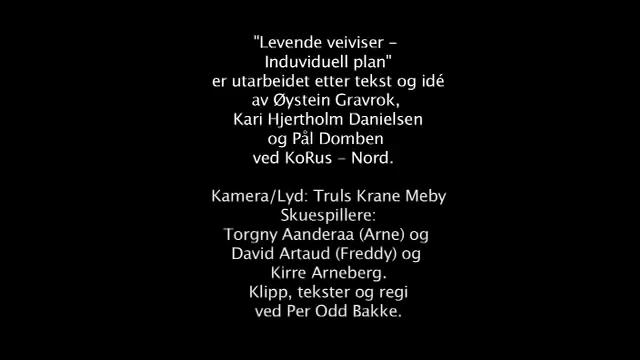 "Levende veiviser -
Induviduell plan"
er utarbeidet etter tekst og idé
av Øystein Gravrok,
Kari Hjertholm Danielsen
og Pål Domben
ved KoRus - Nord.
Kamera/Lyd: Truls Krane Meby
Skuespillere:
Torgny Aanderaa (Arne) og
David Artaud (Freddy) og
Kirre Arneberg.
Klipp, tekster og regi
ved Per Odd Bakke.